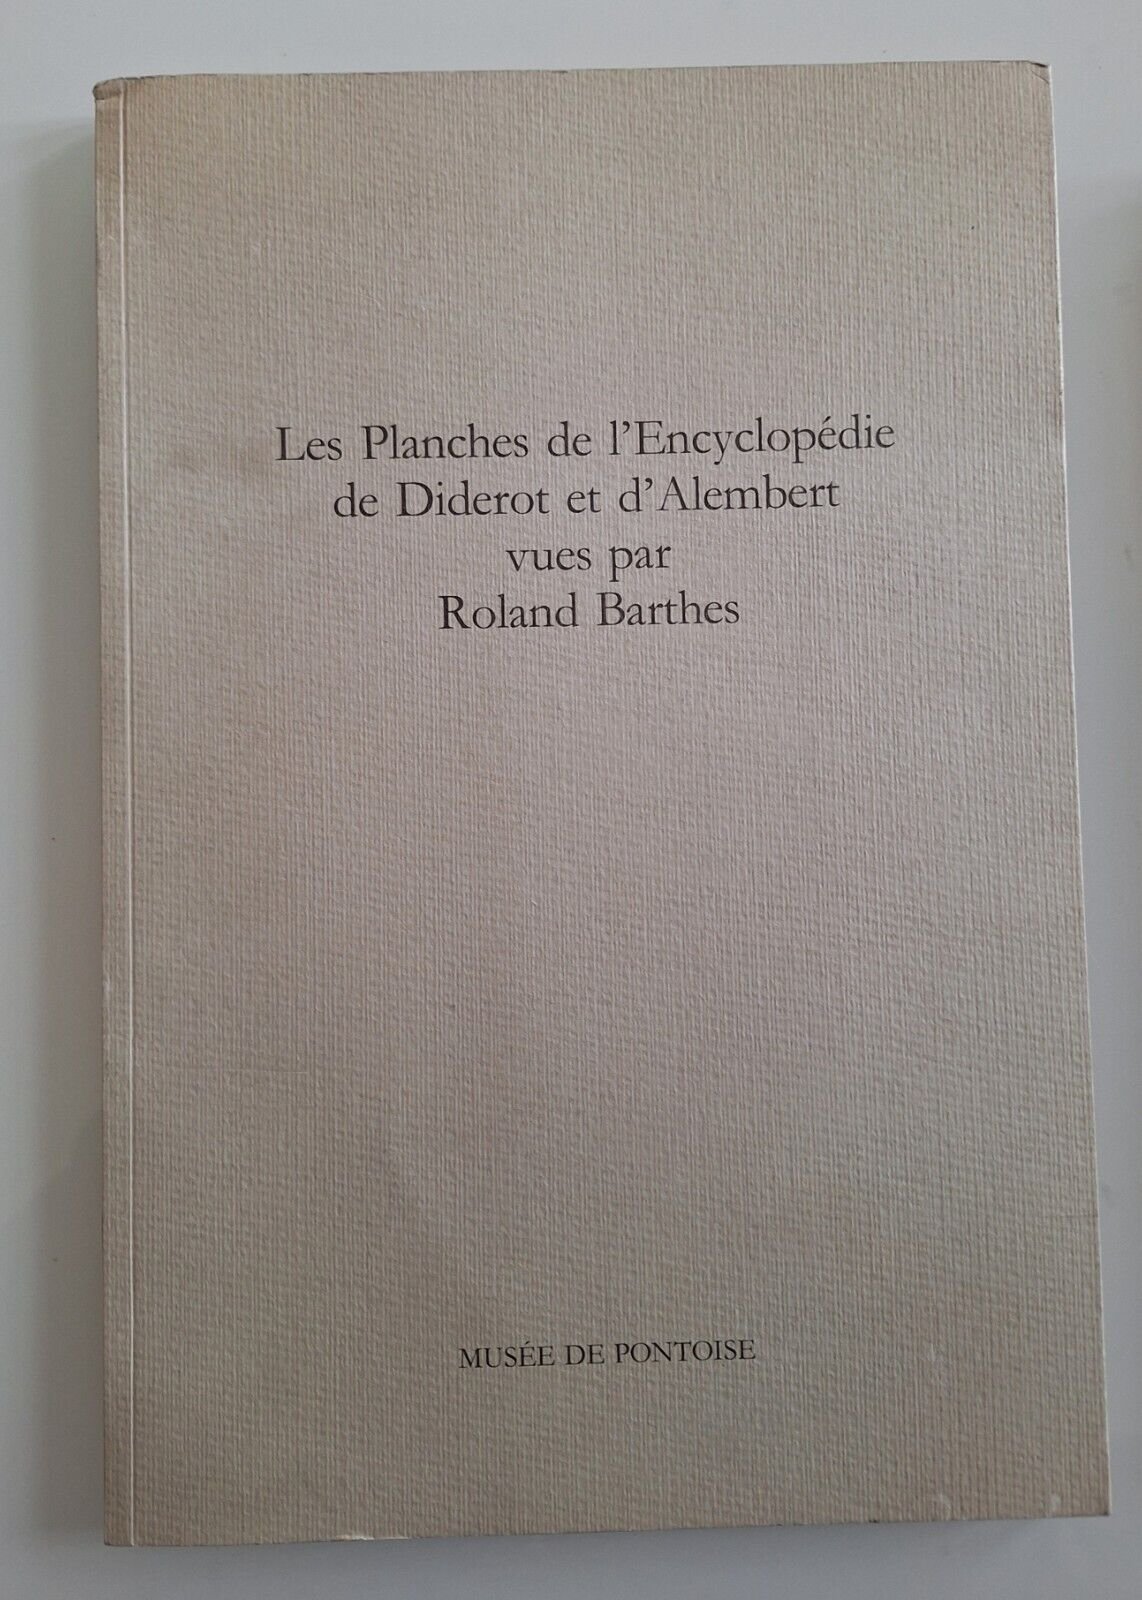 Les Planches de l'Encyclopédie
de Diderot et d'Alembert
vues par
Roland Barthes
MUSÉE DE PONTOISE